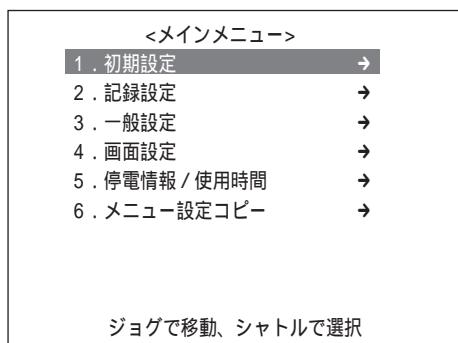 <メインメニュー>
1．初期設定 →
2．記録設定 →
3．一般設定 →
4．画面設定 →
5．停電情報 / 使用時間 →
6．メニュー設定コピー →
ジョグで移動、シャトルで選択